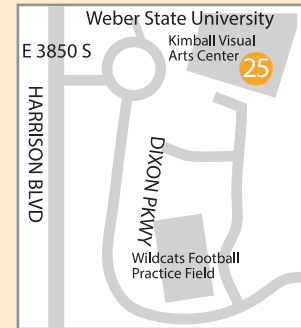 Weber State University
E 3850 S
Kimball Visual
Arts Center
25
HARRISON BLVD
DIXON PKWY
Wildcats Football
Practice Field